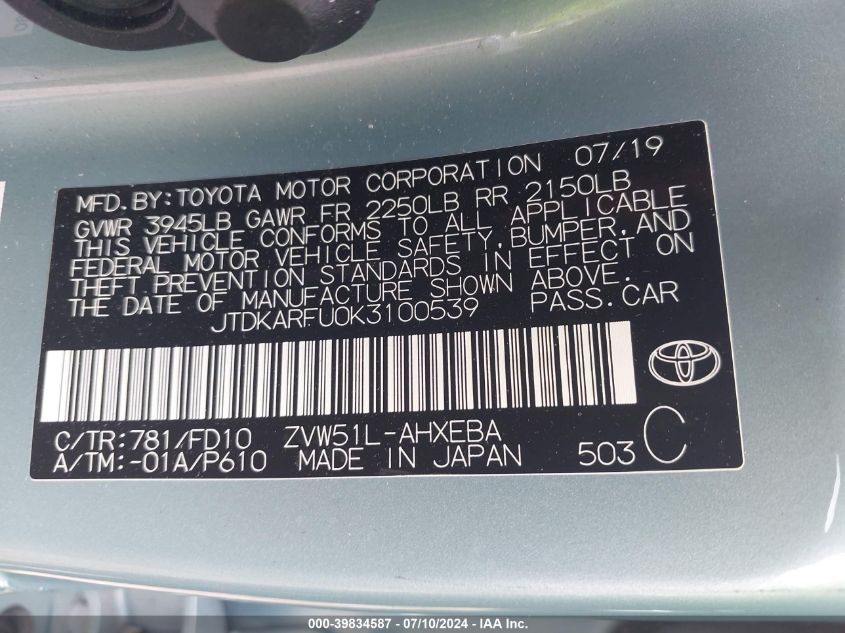 MFD.BY:TOYOTA MOTOR CORPORATION 07/19
GVWR 3945LB GAWR FR 2250LB RR 2150LB
THIS VEHICLE CONFORMS TO ALL APPLICABLE
FEDERAL MOTOR VEHICLE SAFETY,BUMPER,AND
THEFT PREVENTION STANDARDS IN EFFECT ON
THE DATE OF MANUFACTURE SHOWN ABOVE.
JTDKARFU0K3100539 PASS.CAR
C/TR:781/FD10 ZVW51L-AHXEBA
A/TM:-01A/P610 MADE IN JAPAN 503 C
000-39834587 - 07/10/2024 - IAA Inc.